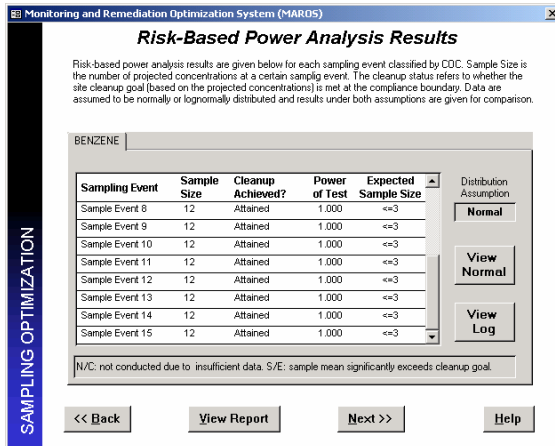 Monitoring and Remediation Optimization System (MAROS)
Risk-Based Power Analysis Results
Risk-based power analysis results are given below for each sampling event classified by COC. Sample Size is
the number of projected concentrations at a certain samplig event. The cleanup status refers to whether the
site cleanup goal (based on the projected concentrations) is met at the compliance boundary. Data are
assumed to be normally or lognormally distributed and results under both assumptions are given for comparison.
BENZENE
Sampling Event Sample Size Cleanup Achieved? Power of Test Expected Sample Size
Sample Event 8 12 Attained 1.000 <=3
Sample Event 9 12 Attained 1.000 <=3
Sample Event 10 12 Attained 1.000 <=3
Sample Event 11 12 Attained 1.000 <=3
Sample Event 12 12 Attained 1.000 <=3
Sample Event 13 12 Attained 1.000 <=3
Sample Event 14 12 Attained 1.000 <=3
Sample Event 15 12 Attained 1.000 <=3
Distribution
Assumption
Normal
View
Normal
View
Log
N/C: not conducted due to insufficient data. S/E: sample mean significantly exceeds cleanup goal.
SAMPLING OPTIMIZATION
<< Back View Report Next >> Help